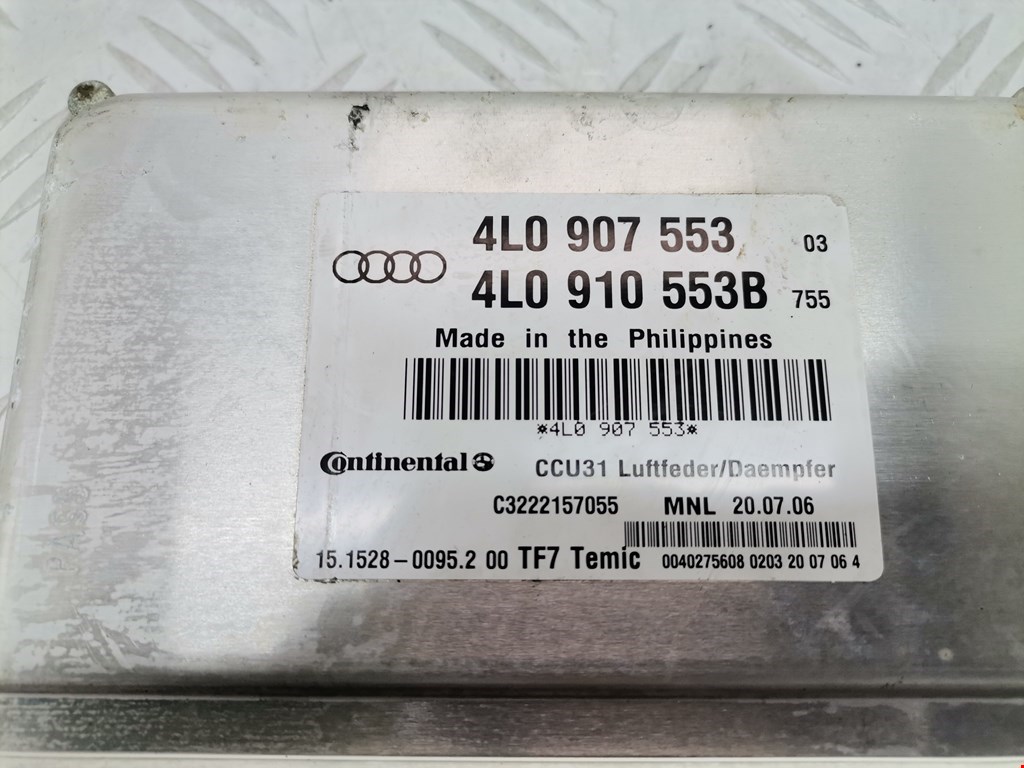 4L0 907 553 03
4L0 910 553B 755
Made in the Philippines
*4L0 907 553*
Continental CCU31 Luftfeder/Daempfer
C3222157055 MNL 20.07.06
15.1528-0095.2 00 TF7 Temic 0040275608 0203 20 07 06 4